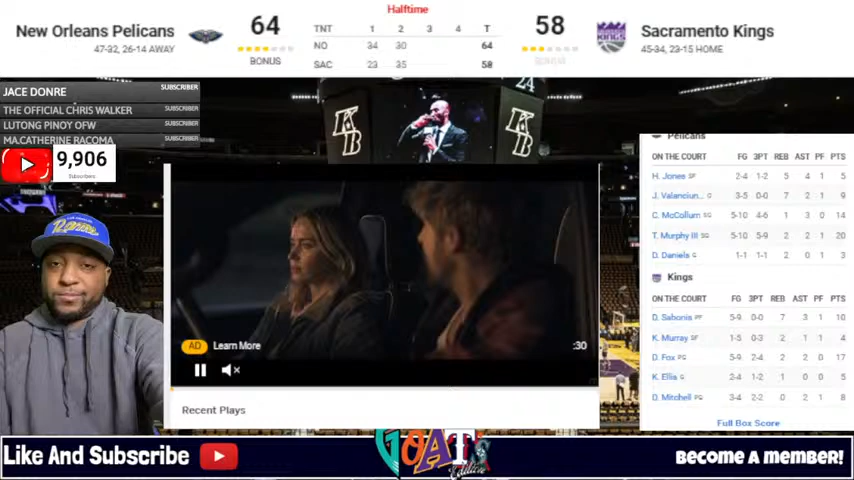 Halftime
New Orleans Pelicans
47-32, 26-14 AWAY
64
BONUS
TNT 1 2 3 4 T
NO 34 30 64
SAC 23 35 58
58
BONUS
Sacramento Kings
45-34, 23-15 HOME
JACE DONRE SUBSCRIBER
THE OFFICIAL CHRIS WALKER SUBSCRIBER
LUTONG PINOY OFW SUBSCRIBER
MA.CATHERINE RACOMA SUBSCRIBER
9,906
Subscribers
24
KB
KB
AD Learn More :30
Recent Plays
Pelicans
ON THE COURT FG 3PT REB AST PF PTS
H. Jones SF 2-4 1-2 5 4 1 5
J. Valanciun... C 3-5 0-0 7 2 1 9
C. McCollum SG 5-10 4-6 1 3 0 14
T. Murphy III SG 5-10 5-9 2 2 1 20
D. Daniels G 1-1 1-1 2 0 1 3
Kings
ON THE COURT FG 3PT REB AST PF PTS
D. Sabonis PF 5-9 0-0 7 3 1 10
K. Murray SF 1-5 0-3 2 1 1 4
D. Fox PG 5-9 2-4 2 2 0 17
K. Ellis G 2-4 1-2 1 0 0 5
D. Mitchell PG 3-4 2-2 0 2 1 8
Full Box Score
Like And Subscribe
GOAT
Edition
BECOME A MEMBER!